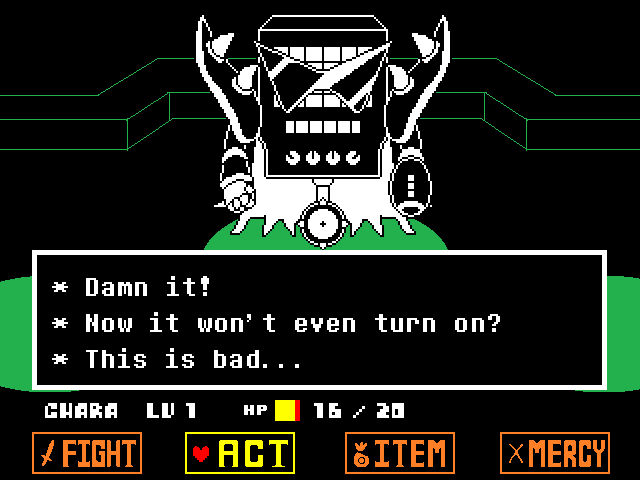 * Damn it!
* Now it won't even turn on?
* This is bad...
CHARA LV 1 HP 16 / 20
FIGHT ACT ITEM MERCY